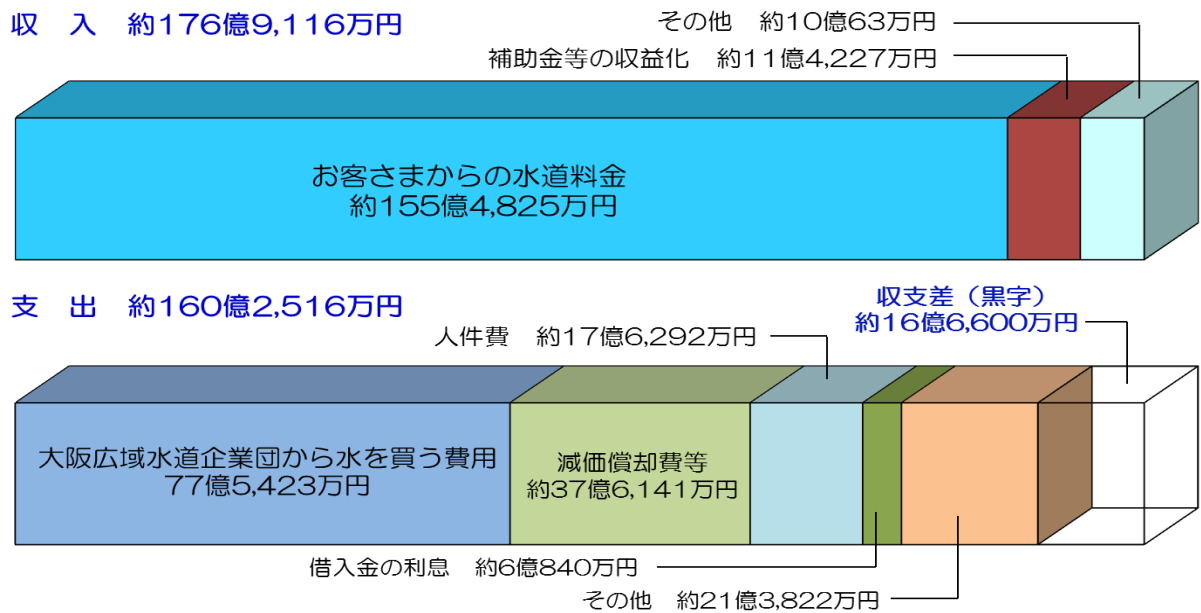 収　入　約176億9,116万円
その他　約10億63万円
補助金等の収益化　約11億4,227万円
お客さまからの水道料金
約155億4,825万円
支　出　約160億2,516万円
収支差（黒字）
約16億6,600万円
人件費　約17億6,292万円
大阪広域水道企業団から水を買う費用
77億5,423万円
減価償却費等
約37億6,141万円
借入金の利息　約6億840万円
その他　約21億3,822万円